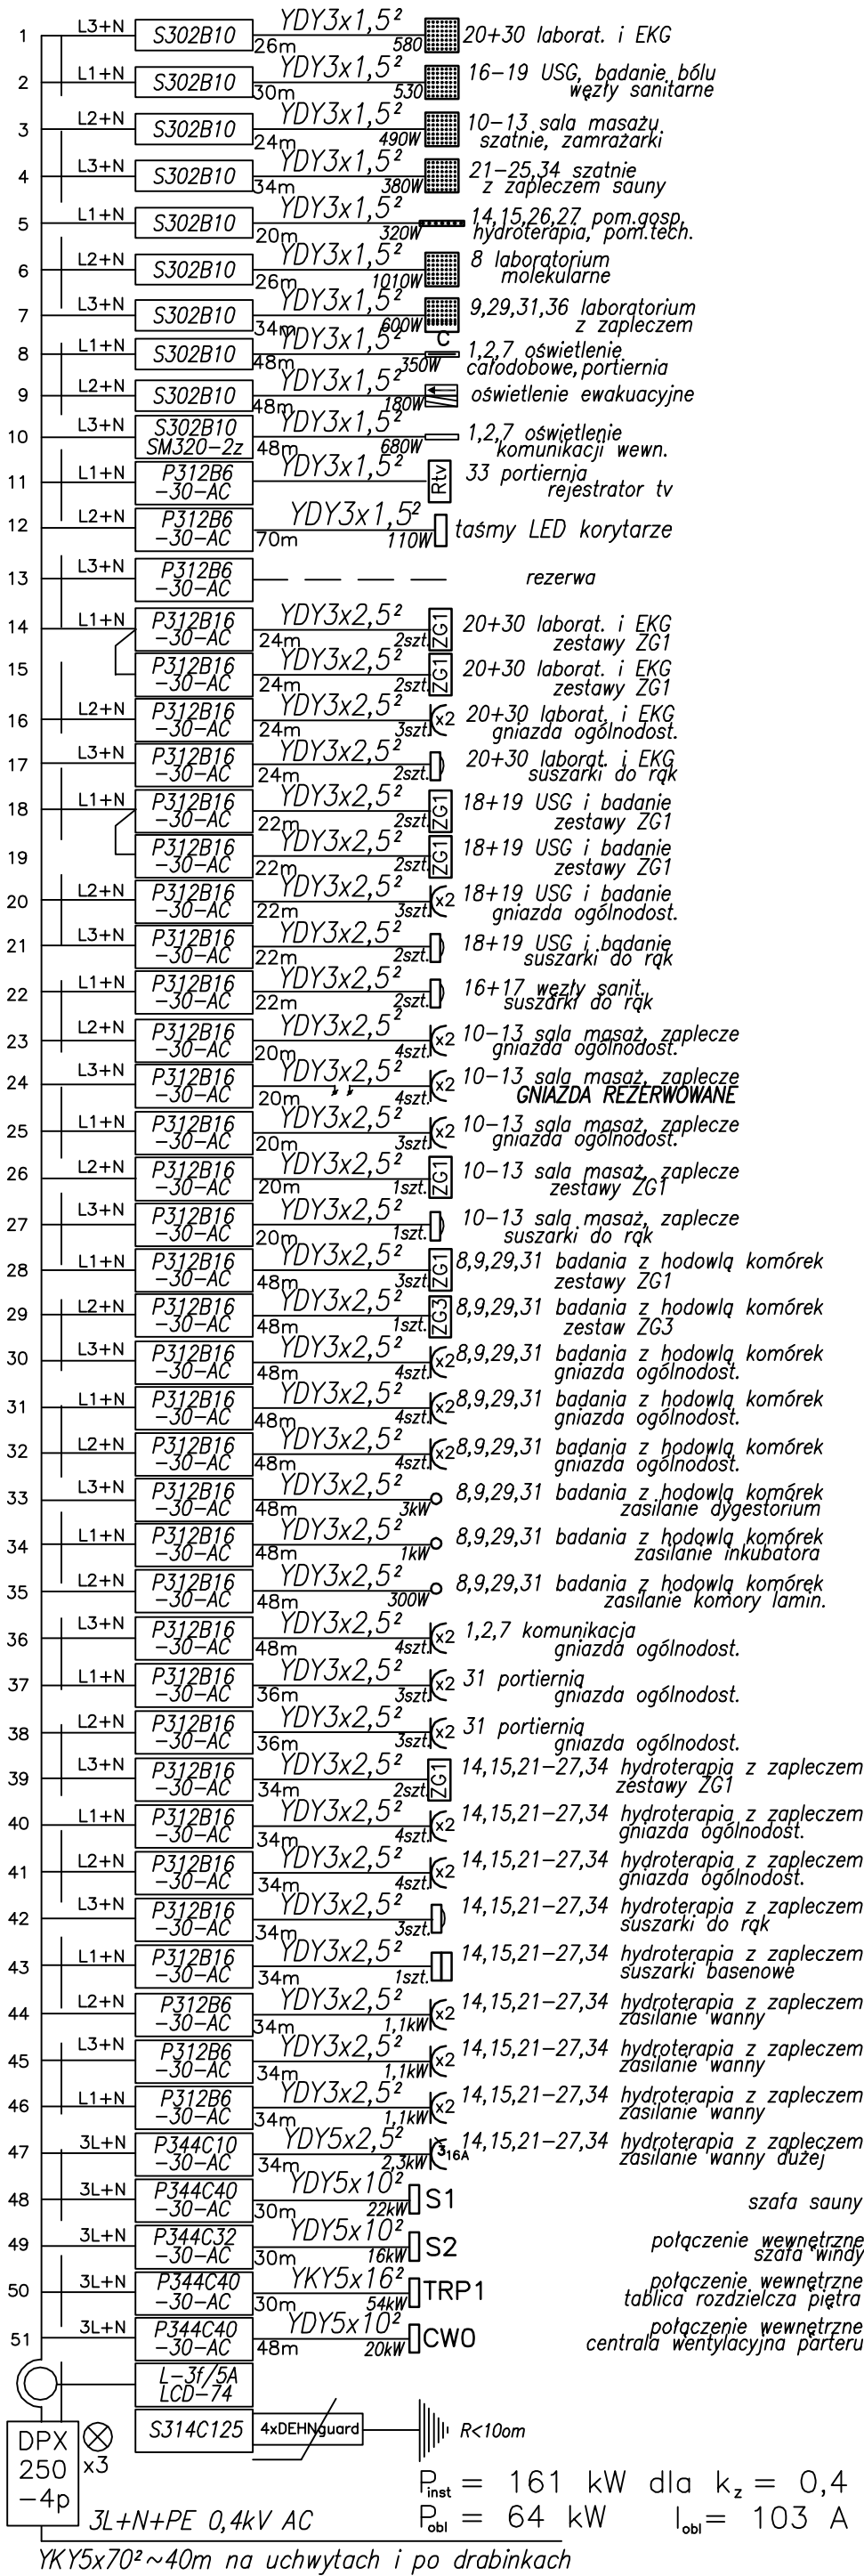 1 L3+N S302B10 YDY3x1,5² 26m 580 20+30 laborat. i EKG
2 L1+N S302B10 YDY3x1,5² 30m 530 16-19 USG, badanie bólu
węzły sanitarne
3 L2+N S302B10 YDY3x1,5² 24m 490W 10-13 sala masażu
szatnie, zamrażarki
4 L3+N S302B10 YDY3x1,5² 34m 380W 21-25,34 szatnie
z zapleczem sauny
5 L1+N S302B10 YDY3x1,5² 20m 320W 14,15,26,27 pom.gosp.
hydroterapia, pom.tech.
6 L2+N S302B10 YDY3x1,5² 26m 1010W 8 laboratorium
molekularne
7 L3+N S302B10 YDY3x1,5² 34m 600W 9,29,31,36 laboratorium
z zapleczem
8 L1+N S302B10 YDY3x1,5² 48m 350W C 1,2,7 oświetlenie
całodobowe, portiernia
9 L2+N S302B10 YDY3x1,5² 48m 180W oświetlenie ewakuacyjne
10 L3+N S302B10 YDY3x1,5² 48m 680W 1,2,7 oświetlenie
SM320-2z komunikacji wewn.
11 L1+N P312B6 YDY3x1,5² Rtv 33 portiernia
-30-AC rejestrator tv
12 L2+N P312B6 YDY3x1,5² 70m 110W taśmy LED korytarze
-30-AC
13 L3+N P312B6 rezerwa
-30-AC
14 L1+N P312B16 YDY3x2,5² 24m 2szt. ZG1 20+30 laborat. i EKG
-30-AC zestawy ZG1
15 P312B16 YDY3x2,5² 24m 2szt. ZG1 20+30 laborat. i EKG
-30-AC zestawy ZG1
16 L2+N P312B16 YDY3x2,5² 24m 3szt. x2 20+30 laborat. i EKG
-30-AC gniazda ogólnodost.
17 L3+N P312B16 YDY3x2,5² 24m 2szt. 20+30 laborat. i EKG
-30-AC suszarki do rąk
18 L1+N P312B16 YDY3x2,5² 22m 2szt. ZG1 18+19 USG i badanie
-30-AC zestawy ZG1
19 P312B16 YDY3x2,5² 22m 2szt. ZG1 18+19 USG i badanie
-30-AC zestawy ZG1
20 L2+N P312B16 YDY3x2,5² 22m 3szt. x2 18+19 USG i badanie
-30-AC gniazda ogólnodost.
21 L3+N P312B16 YDY3x2,5² 22m 2szt. 18+19 USG i badanie
-30-AC suszarki do rąk
22 L1+N P312B16 YDY3x2,5² 22m 2szt. 16+17 węzły sanit.
-30-AC suszarki do rąk
23 L2+N P312B16 YDY3x2,5² 20m 4szt. x2 10-13 sala masaż, zaplecze
-30-AC gniazda ogólnodost.
24 L3+N P312B16 YDY3x2,5² 20m 4szt. x2 10-13 sala masaż, zaplecze
-30-AC GNIAZDA REZERWOWANE
25 L1+N P312B16 YDY3x2,5² 20m 3szt. x2 10-13 sala masaż, zaplecze
-30-AC gniazda ogólnodost.
26 L2+N P312B16 YDY3x2,5² 20m 1szt. ZG1 10-13 sala masaż, zaplecze
-30-AC zestawy ZG1
27 L3+N P312B16 YDY3x2,5² 20m 1szt. 10-13 sala masaż, zaplecze
-30-AC suszarki do rąk
28 L1+N P312B16 YDY3x2,5² 48m 3szt. ZG1 8,9,29,31 badania z hodowlą komórek
-30-AC zestawy ZG1
29 L2+N P312B16 YDY3x2,5² 48m 1szt. ZG3 8,9,29,31 badania z hodowlą komórek
-30-AC zestaw ZG3
30 L3+N P312B16 YDY3x2,5² 48m 4szt. x2 8,9,29,31 badania z hodowlą komórek
-30-AC gniazda ogólnodost.
31 L1+N P312B16 YDY3x2,5² 48m 4szt. x2 8,9,29,31 badania z hodowlą komórek
-30-AC gniazda ogólnodost.
32 L2+N P312B16 YDY3x2,5² 48m 4szt. x2 8,9,29,31 badania z hodowlą komórek
-30-AC gniazda ogólnodost.
33 L3+N P312B16 YDY3x2,5² 48m 3kW 8,9,29,31 badania z hodowlą komórek
-30-AC zasilanie dygestorium
34 L1+N P312B16 YDY3x2,5² 48m 1kW 8,9,29,31 badania z hodowlą komórek
-30-AC zasilanie inkubatora
35 L2+N P312B16 YDY3x2,5² 48m 300W 8,9,29,31 badania z hodowlą komórek
-30-AC zasilanie komory lamin.
36 L3+N P312B16 YDY3x2,5² 48m 4szt. x2 1,2,7 komunikacja
-30-AC gniazda ogólnodost.
37 L1+N P312B16 YDY3x2,5² 36m 3szt. x2 31 portiernia
-30-AC gniazda ogólnodost.
38 L2+N P312B16 YDY3x2,5² 36m 3szt. x2 31 portiernia
-30-AC gniazda ogólnodost.
39 L3+N P312B16 YDY3x2,5² 34m 2szt. ZG1 14,15,21-27,34 hydroterapia z zapleczem
-30-AC zestawy ZG1
40 L1+N P312B16 YDY3x2,5² 34m 4szt. x2 14,15,21-27,34 hydroterapia z zapleczem
-30-AC gniazda ogólnodost.
41 L2+N P312B16 YDY3x2,5² 34m 4szt. x2 14,15,21-27,34 hydroterapia z zapleczem
-30-AC gniazda ogólnodost.
42 L3+N P312B16 YDY3x2,5² 34m 3szt. 14,15,21-27,34 hydroterapia z zapleczem
-30-AC suszarki do rąk
43 L1+N P312B16 YDY3x2,5² 34m 1szt. 14,15,21-27,34 hydroterapia z zapleczem
-30-AC suszarki basenowe
44 L2+N P312B6 YDY3x2,5² 34m 1,1kW x2 14,15,21-27,34 hydroterapia z zapleczem
-30-AC zasilanie wanny
45 L3+N P312B6 YDY3x2,5² 34m 1,1kW x2 14,15,21-27,34 hydroterapia z zapleczem
-30-AC zasilanie wanny
46 L1+N P312B6 YDY3x2,5² 34m 1,1kW x2 14,15,21-27,34 hydroterapia z zapleczem
-30-AC zasilanie wanny
47 3L+N P344C10 YDY5x2,5² 34m 2,3kW 3 16A 14,15,21-27,34 hydroterapia z zapleczem
-30-AC zasilanie wanny dużej
48 3L+N P344C40 YDY5x10² 30m 22kW S1 szafa sauny
-30-AC
49 3L+N P344C32 YDY5x10² 30m 16kW S2 połączenie wewnętrzne
-30-AC szafa windy
50 3L+N P344C40 YKY5x16² 30m 54kW TRP1 połączenie wewnętrzne
-30-AC tablica rozdzielcza piętra
51 3L+N P344C40 YDY5x10² 48m 20kW CWO połączenie wewnętrzne
-30-AC centrala wentylacyjna parteru
L-3f/5A
LCD-74
S314C125 4xDEHNguard R<10om
DPX
250
-4p
x3
Pinst = 161 kW dla kz = 0,4
Pobl = 64 kW Iobl = 103 A
3L+N+PE 0,4kV AC
YKY5x70²~40m na uchwytach i po drabinkach